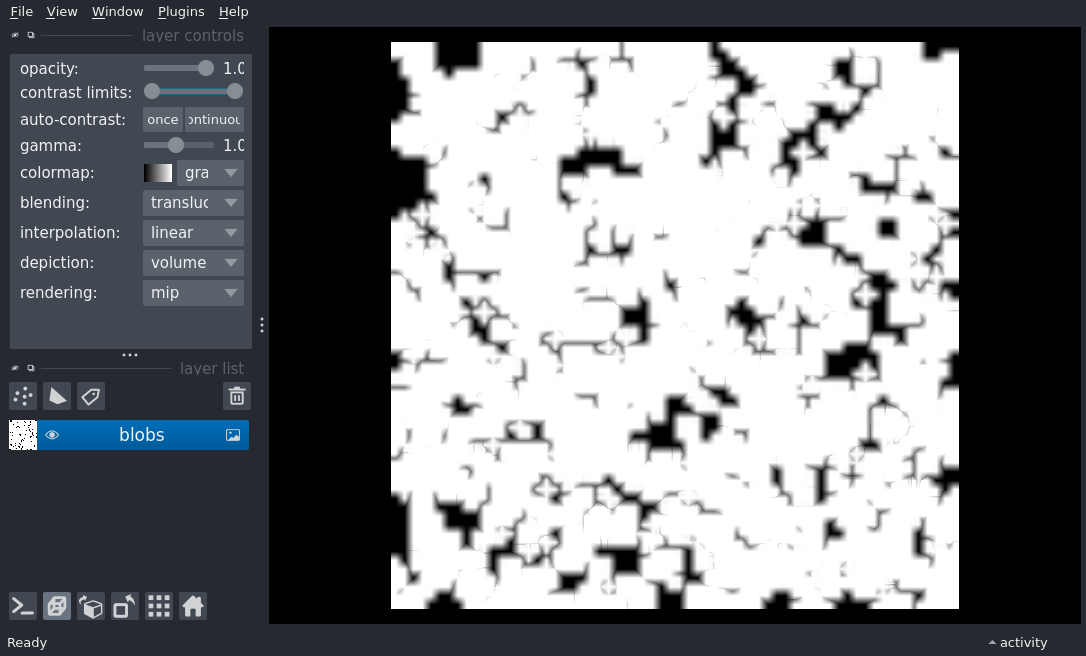 File View Window Plugins Help
layer controls
opacity: 1.0
contrast limits:
auto-contrast: once ontinuou
gamma: 1.0
colormap: gra
blending: transluc
interpolation: linear
depiction: volume
rendering: mip
layer list
blobs
Ready activity